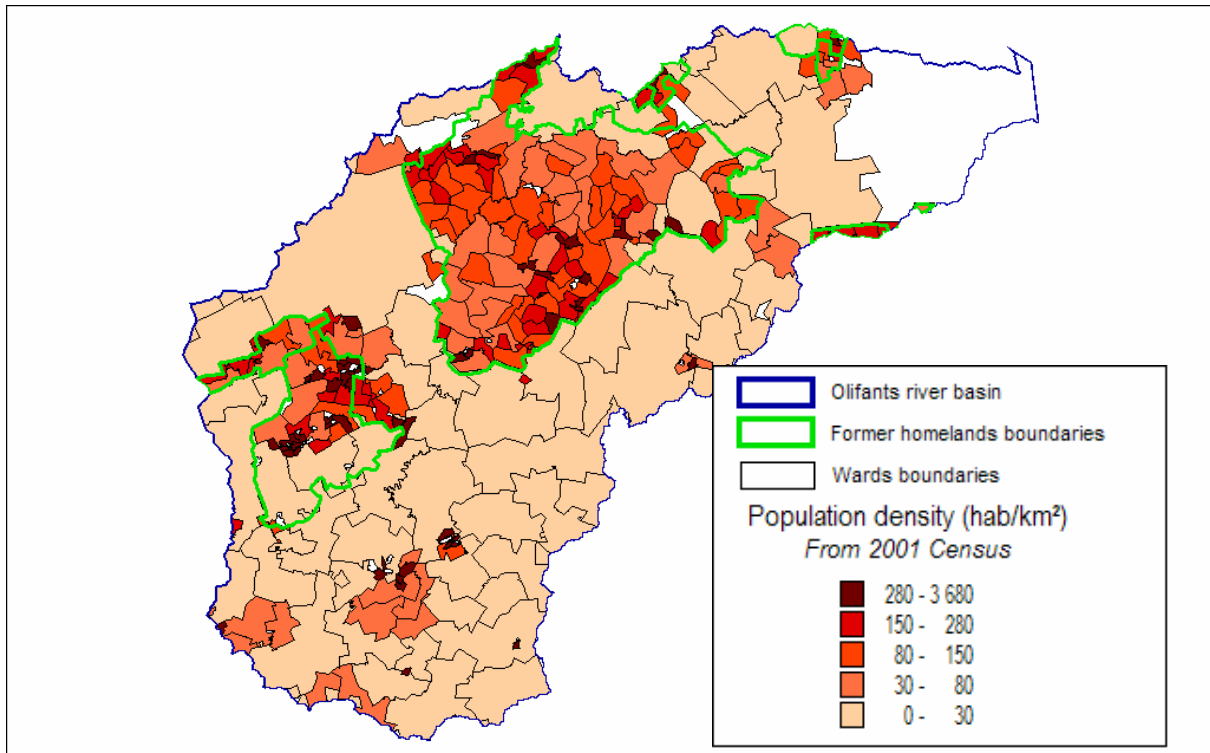 Olifants river basin
Former homelands boundaries
Wards boundaries
Population density (hab/km²)
From 2001 Census
280 - 3 680
150 - 280
80 - 150
30 - 80
0 - 30